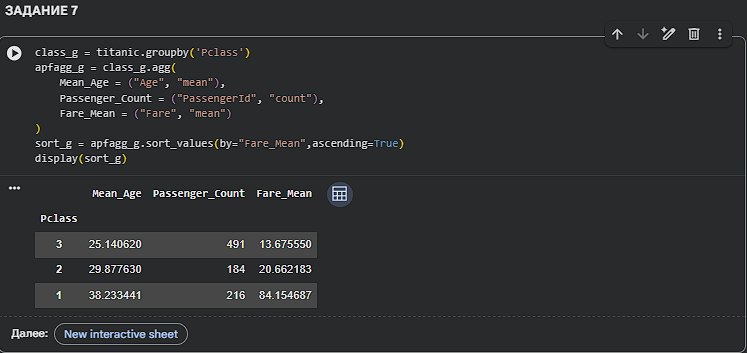 ЗАДАНИЕ 7
class_g = titanic.groupby('Pclass')
apfagg_g = class_g.agg(
    Mean_Age = ("Age", "mean"),
    Passenger_Count = ("PassengerId", "count"),
    Fare_Mean = ("Fare", "mean")
)
sort_g = apfagg_g.sort_values(by="Fare_Mean",ascending=True)
display(sort_g)
Mean_Age Passenger_Count Fare_Mean
Pclass
3 25.140620 491 13.675550
2 29.877630 184 20.662183
1 38.233441 216 84.154687
Далее: New interactive sheet